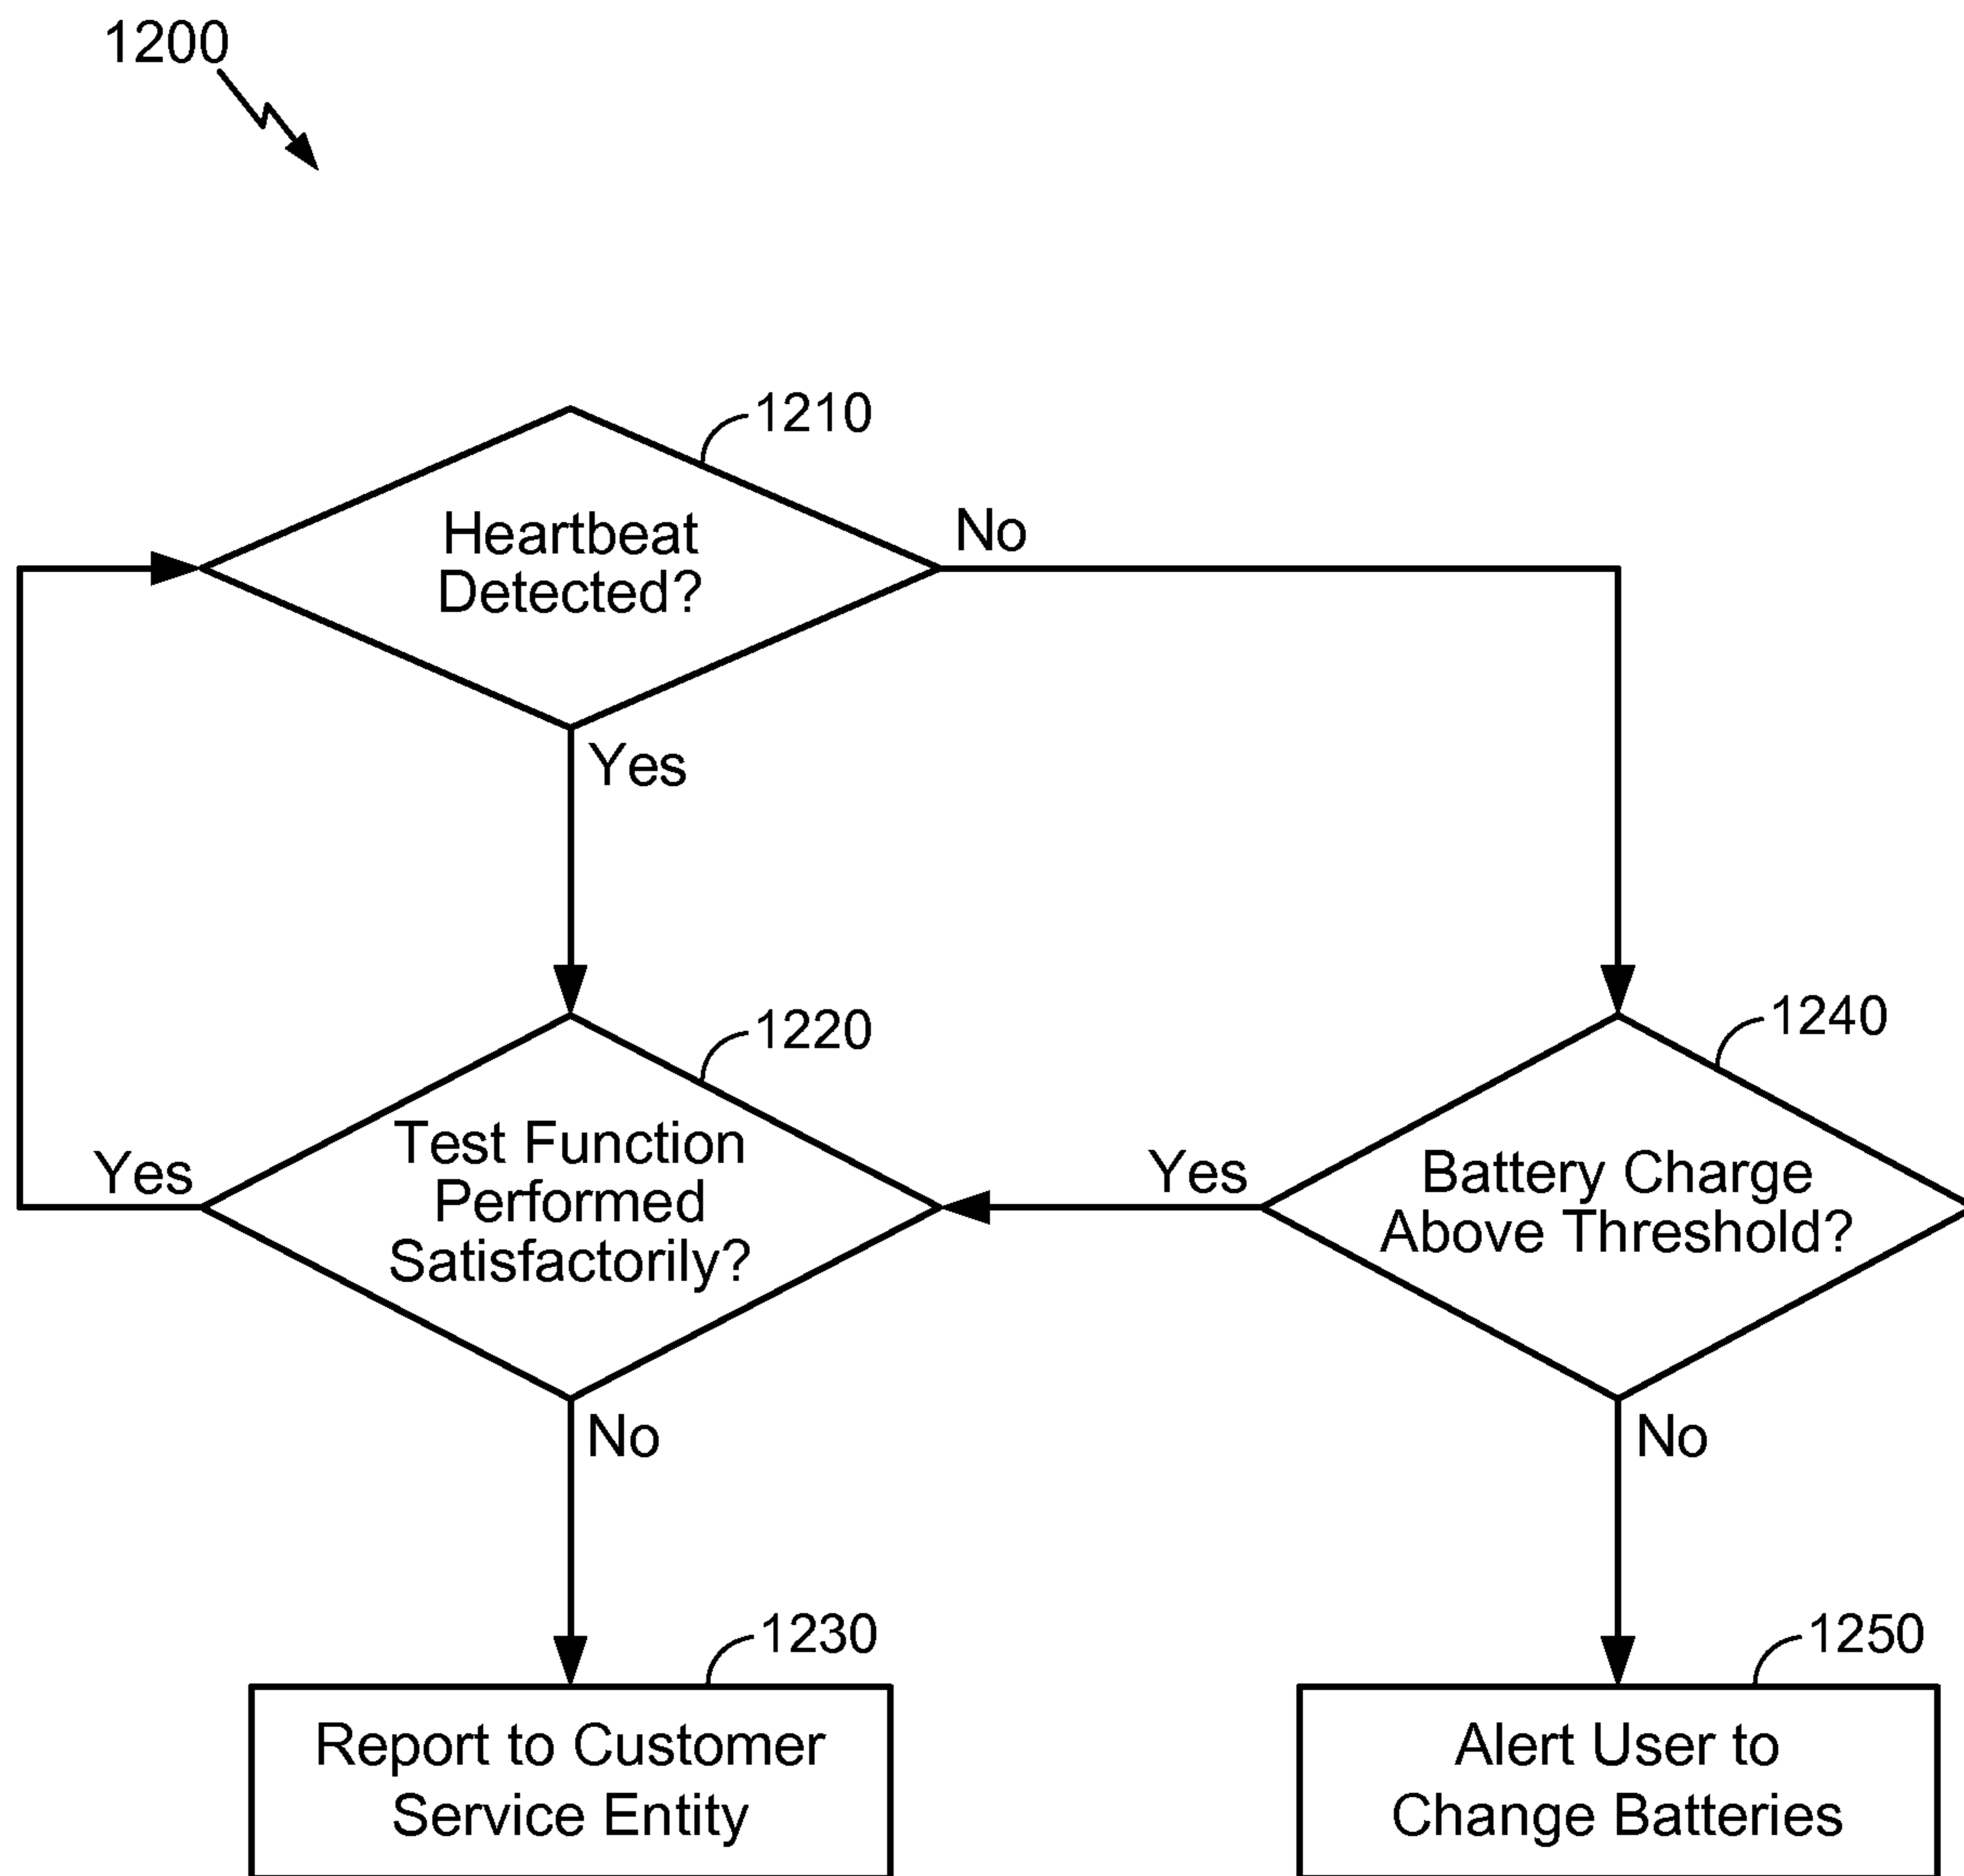 1200
1210
Heartbeat
Detected?
No
Yes
1220
Test Function
Performed
Satisfactorily?
Yes
No
1240
Battery Charge
Above Threshold?
Yes
No
1230
Report to Customer
Service Entity
1250
Alert User to
Change Batteries